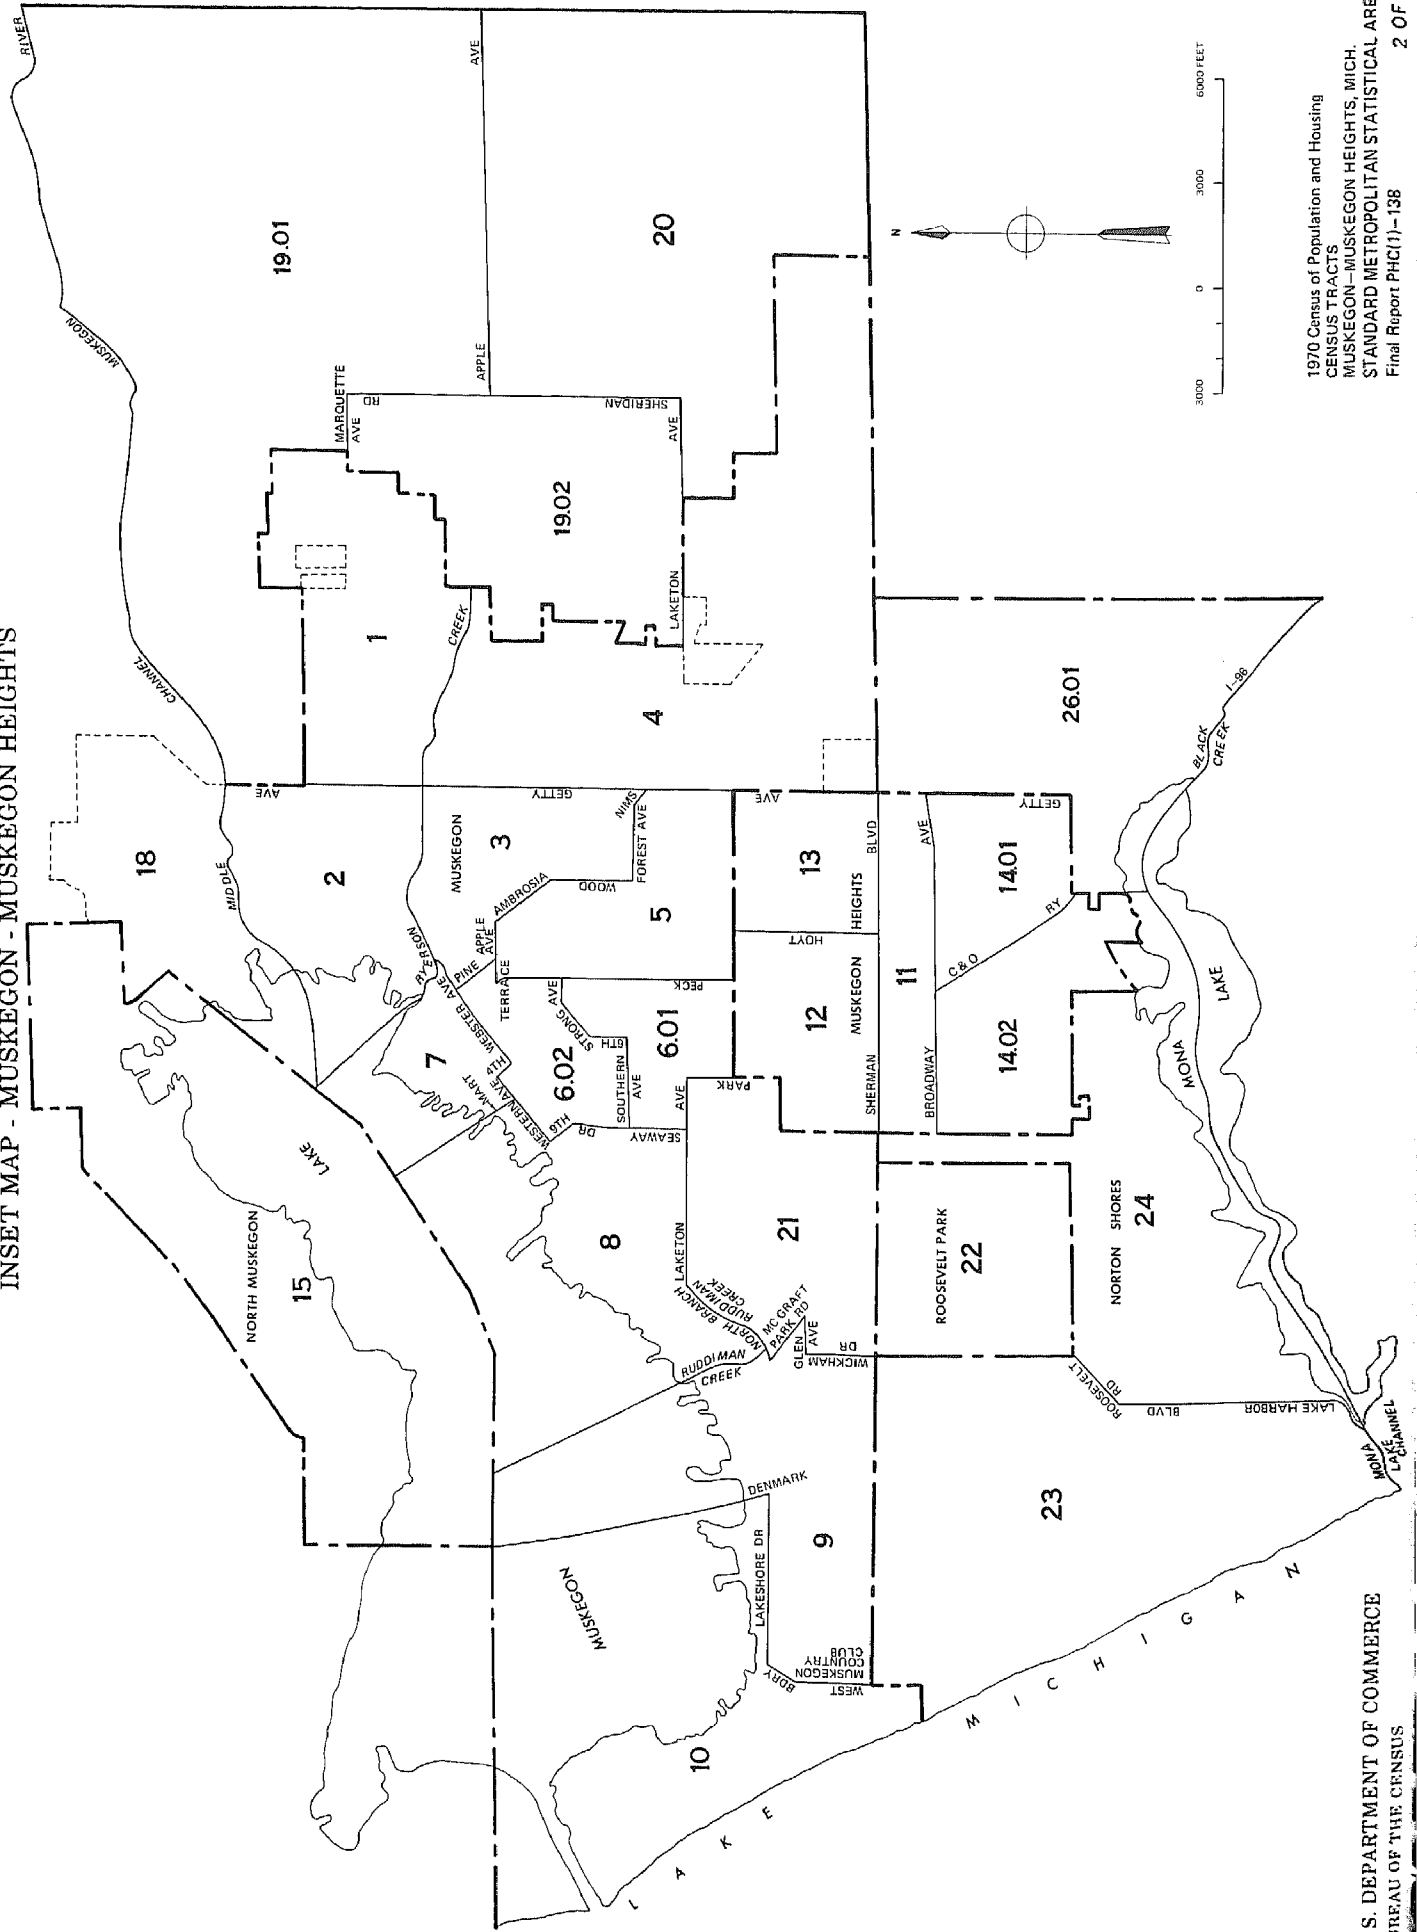 INSET MAP - MUSKEGON - MUSKEGON HEIGHTS
RIVER
MUSKEGON
CHANNEL
MIDDLE
19.01
AVE
APPLE
20
MARQUETTE
AVE
RD
SHERIDAN
AVE
19.02
LAKETON
1
CREEK
4
18
AVE
GETTY
2
MUSKEGON
3
NIMS
FOREST AVE
WOOD
AMBROSIA
APPLE
AVE
PINE
RYERSON
TERRACE
5
PECK
WEBSTER AVE
4TH
7
MART
WESTERN AVE
9TH
DR
STRONG
AVE
6TH
SOUTHERN
AVE
6.02
6.01
SEAWAY
AVE
PARK
LAKETON
8
NORTH MUSKEGON
15
LAKE
MUSKEGON
13
AVE
HOYT
HEIGHTS
BLVD
12
MUSKEGON
SHERMAN
11
AVE
BROADWAY
C & O
RY
14.01
14.02
GETTY
26.01
I-96
BLACK
CREEK
MONA
LAKE
21
NORTH BRANCH
RUDDIMAN
CREEK
MC GRAFT
PARK RD
GLEN
AVE
WICKHAM
DR
RUDDIMAN
CREEK
ROOSEVELT PARK
22
NORTON SHORES
24
ROOSEVELT
RD
BLVD
LAKE HARBOR
MONA
LAKE
CHANNEL
23
DENMARK
LAKESHORE DR
9
WEST
BDRY
MUSKEGON
COUNTRY
CLUB
10
LAKE MICHIGAN
N
3000 0 3000 6000 FEET
1970 Census of Population and Housing
CENSUS TRACTS
MUSKEGON-MUSKEGON HEIGHTS, MICH.
STANDARD METROPOLITAN STATISTICAL ARE
Final Report PHC(1)-138
2 OF
S. DEPARTMENT OF COMMERCE
REAU OF THE CENSUS